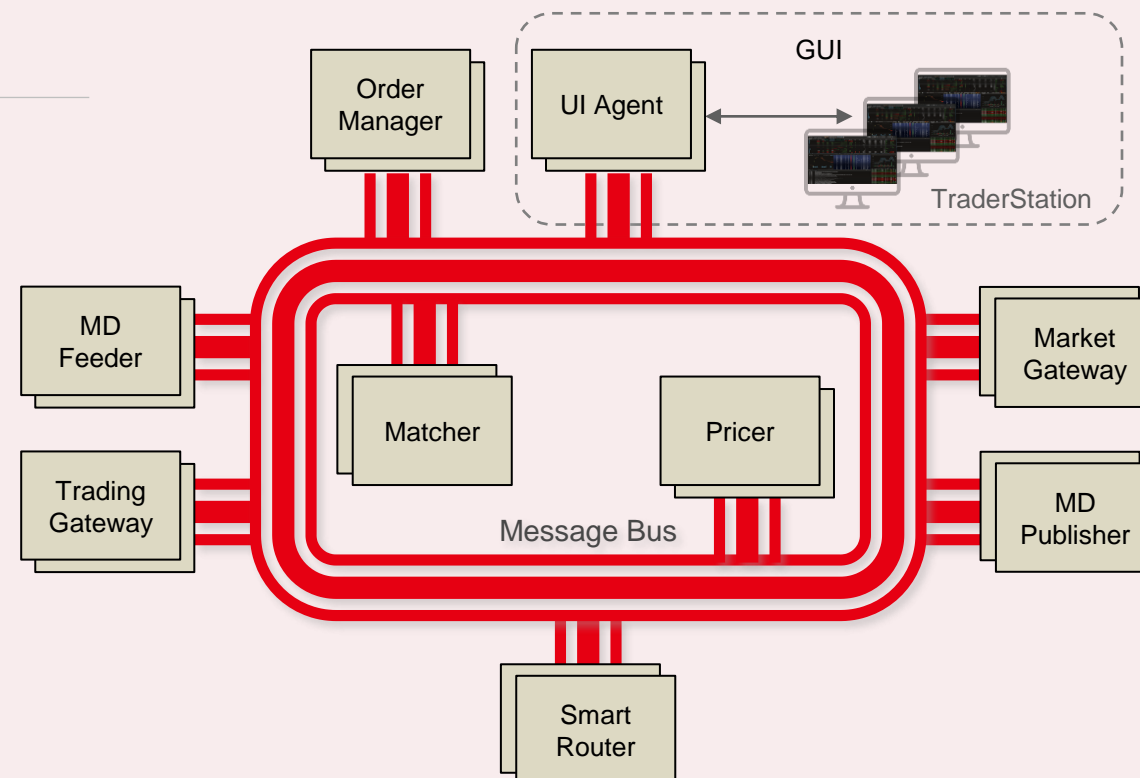 GUI
Order
Manager
UI Agent
TraderStation
MD
Feeder
Market
Gateway
Matcher
Pricer
Trading
Gateway
Message Bus
MD
Publisher
Smart
Router